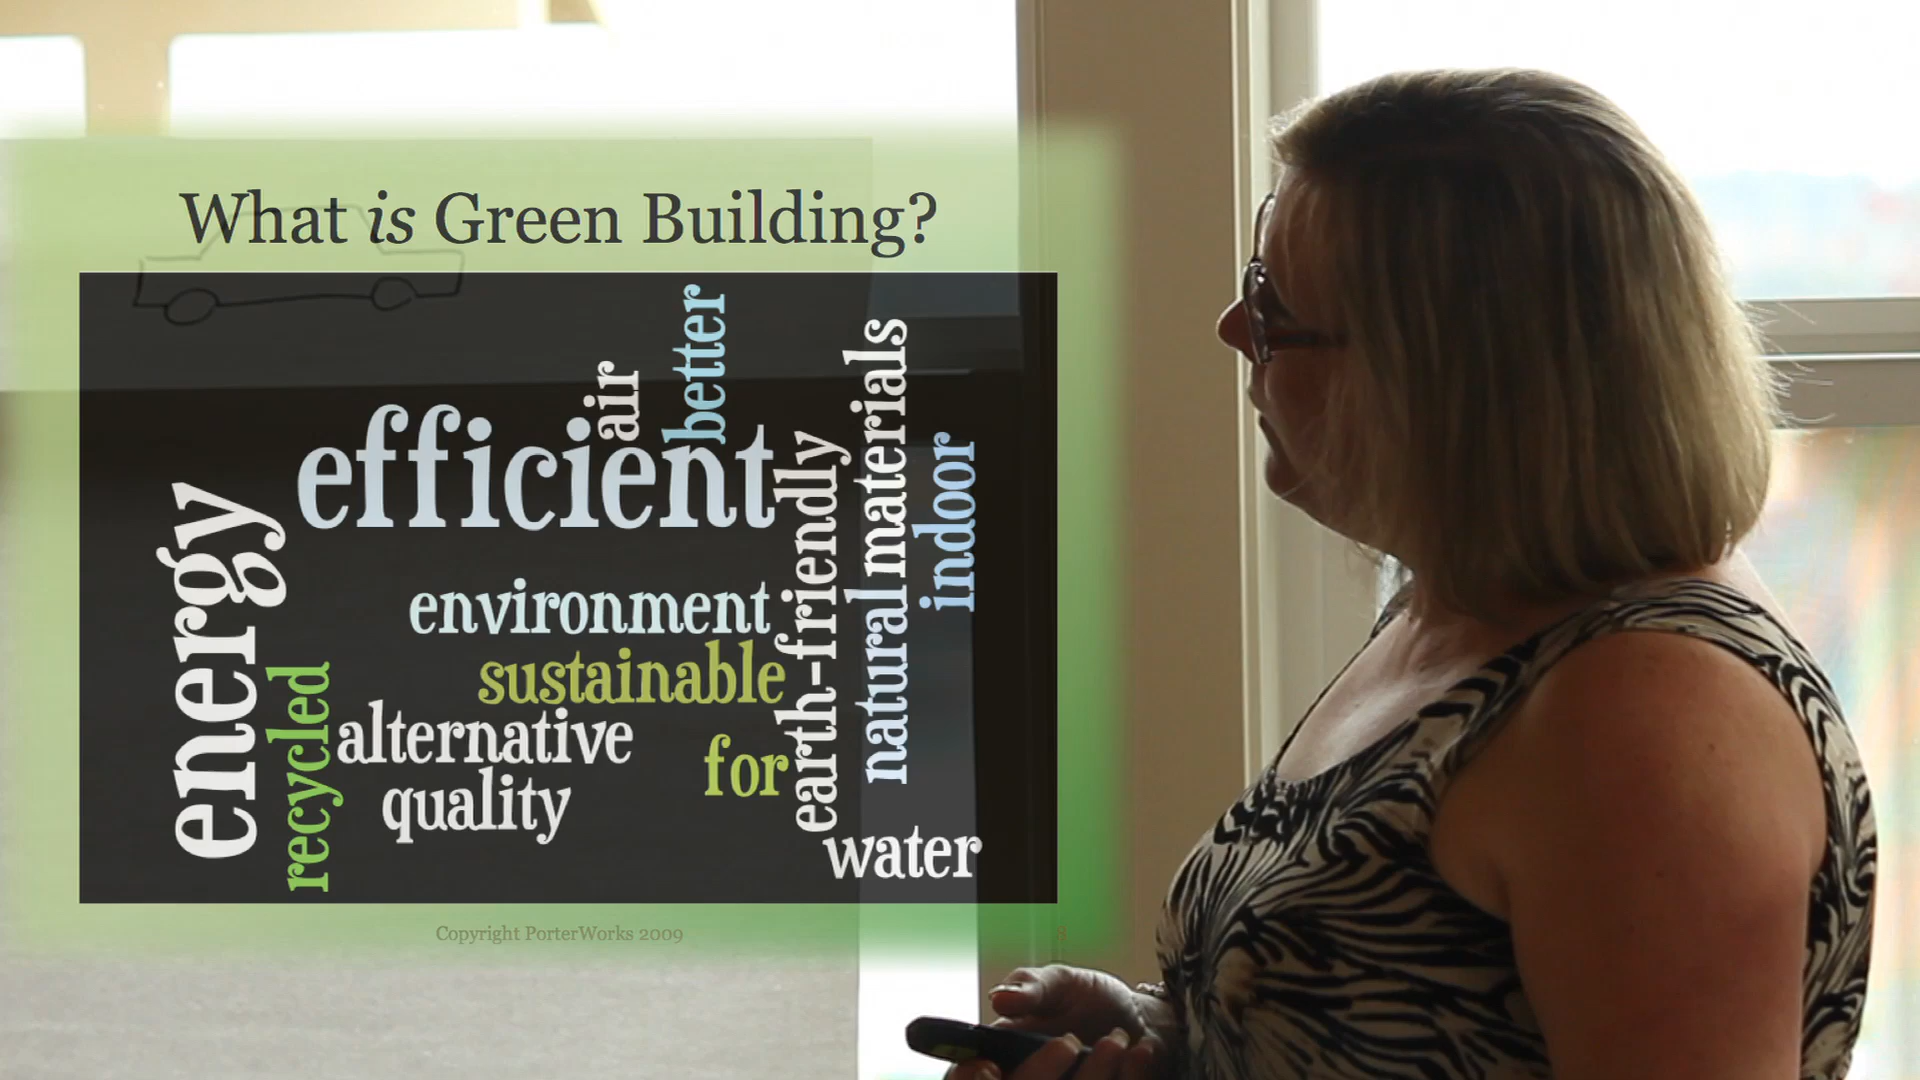 What is Green Building?
better
air
efficient
natural materials
indoor
earth-friendly
energy
environment
sustainable
recycled
alternative
for
quality
water
Copyright PorterWorks 2009